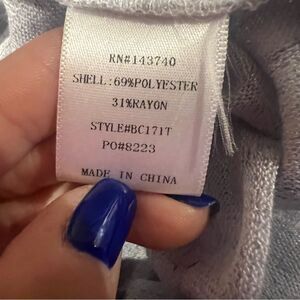 RN#143740
SHELL:69%POLYESTER
31%RAYON
STYLE#BC171T
PO#8223
MADE IN CHINA